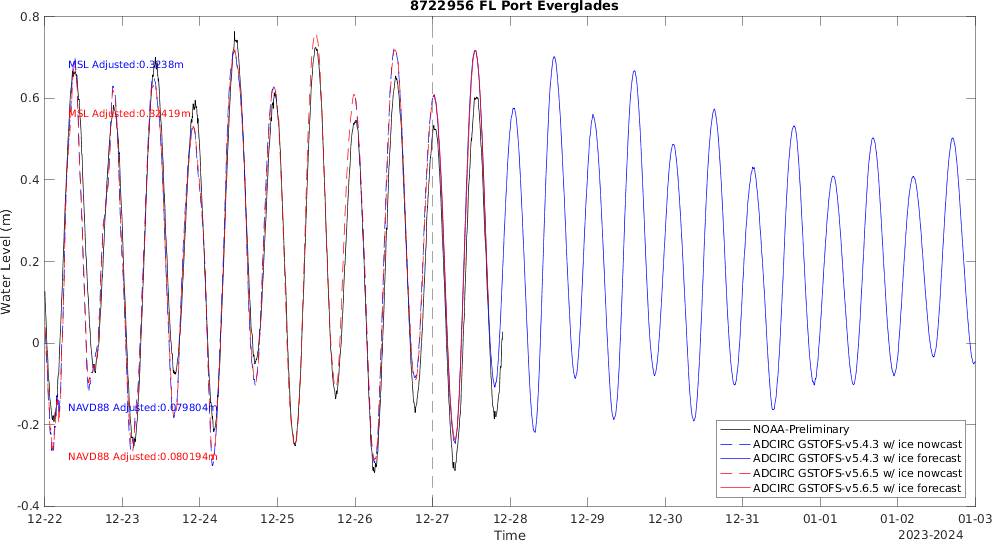 8722956 FL Port Everglades
0.8
0.6
0.4
0.2
0
-0.2
-0.4
Water Level (m)
MSL Adjusted:0.3238m
MSL Adjusted:0.32419m
NAVD88 Adjusted:0.079804m
NAVD88 Adjusted:0.080194m
NOAA-Preliminary
ADCIRC GSTOFS-v5.4.3 w/ ice nowcast
ADCIRC GSTOFS-v5.4.3 w/ ice forecast
ADCIRC GSTOFS-v5.6.5 w/ ice nowcast
ADCIRC GSTOFS-v5.6.5 w/ ice forecast
12-22 12-23 12-24 12-25 12-26 12-27 12-28 12-29 12-30 12-31 01-01 01-02 01-03
Time
2023-2024